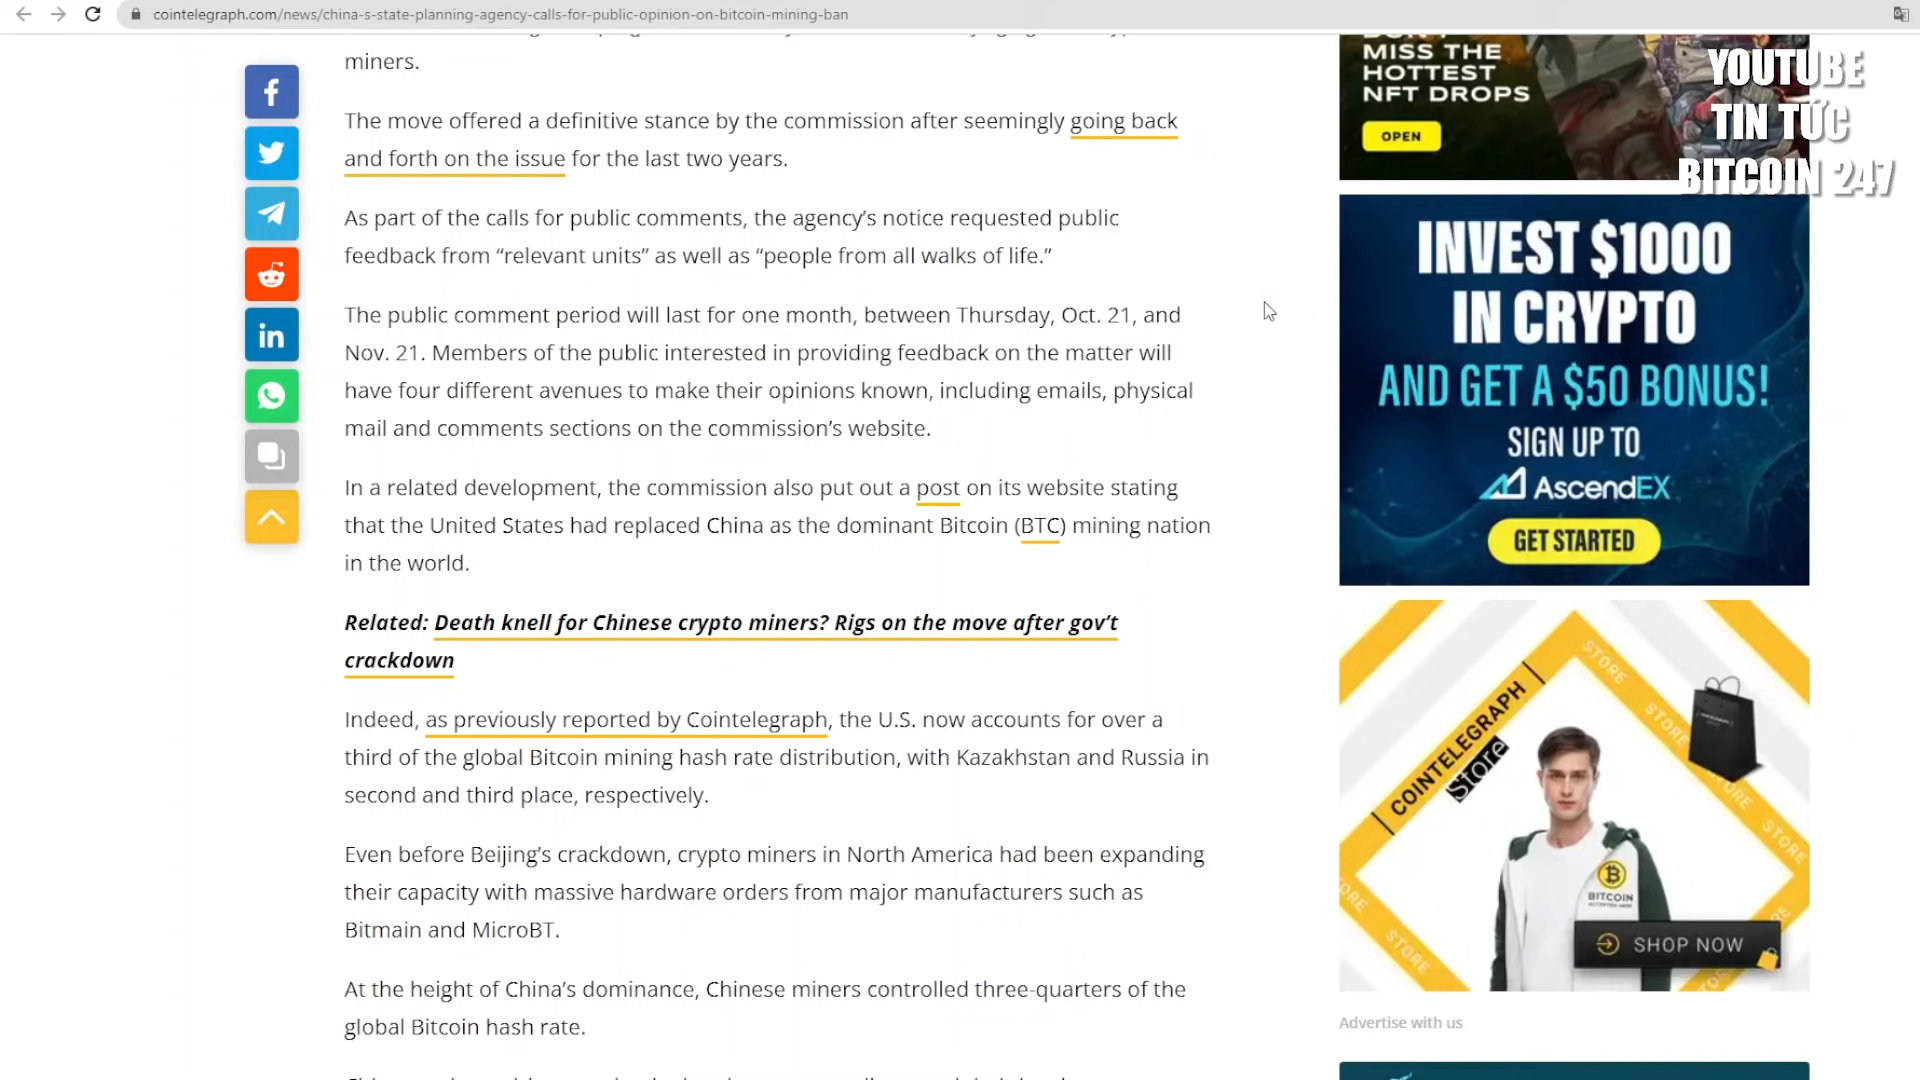 cointelegraph.com/news/china-s-state-planning-agency-calls-for-public-opinion-on-bitcoin-mining-ban
miners.
The move offered a definitive stance by the commission after seemingly going back
and forth on the issue for the last two years.
As part of the calls for public comments, the agency’s notice requested public
feedback from “relevant units” as well as “people from all walks of life.”
The public comment period will last for one month, between Thursday, Oct. 21, and
Nov. 21. Members of the public interested in providing feedback on the matter will
have four different avenues to make their opinions known, including emails, physical
mail and comments sections on the commission’s website.
In a related development, the commission also put out a post on its website stating
that the United States had replaced China as the dominant Bitcoin (BTC) mining nation
in the world.
Related: Death knell for Chinese crypto miners? Rigs on the move after gov’t
crackdown
Indeed, as previously reported by Cointelegraph, the U.S. now accounts for over a
third of the global Bitcoin mining hash rate distribution, with Kazakhstan and Russia in
second and third place, respectively.
Even before Beijing’s crackdown, crypto miners in North America had been expanding
their capacity with massive hardware orders from major manufacturers such as
Bitmain and MicroBT.
At the height of China’s dominance, Chinese miners controlled three-quarters of the
global Bitcoin hash rate.
MISS THE
HOTTEST
NFT DROPS
OPEN
YOUTUBE
TIN TỨC
BITCOIN 247
INVEST $1000
IN CRYPTO
AND GET A $50 BONUS!
SIGN UP TO
AscendEX
GET STARTED
COINTELEGRAPH
Store
STORE
STORE
STORE
STORE
STORE
BITCOIN
SHOP NOW
Advertise with us